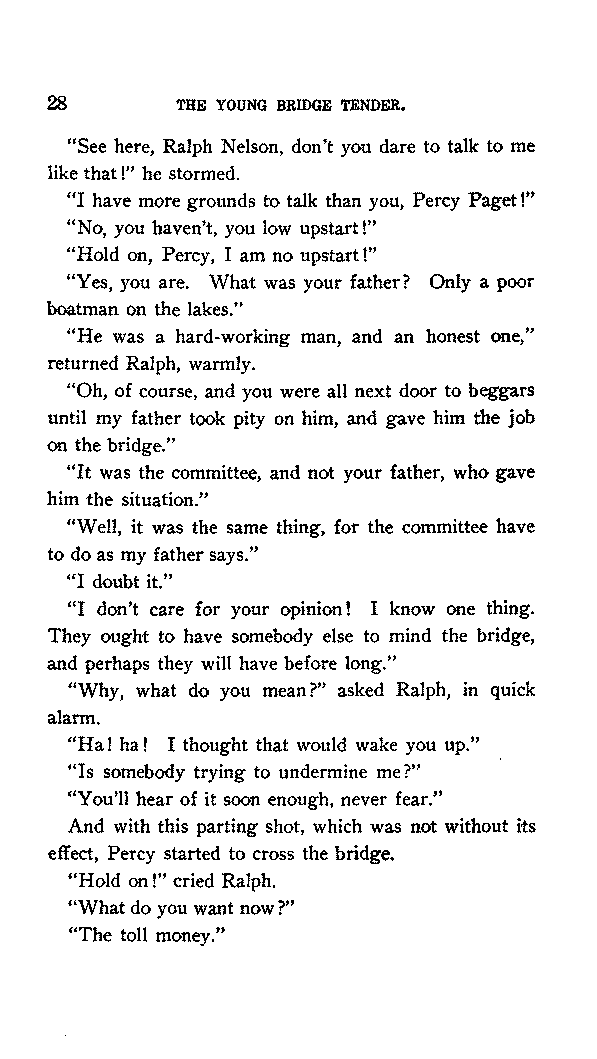 28 THE YOUNG BRIDGE TENDER.
"See here, Ralph Nelson, don't you dare to talk to me
like that!" he stormed.
"I have more grounds to talk than you, Percy Paget!"
"No, you haven't, you low upstart!"
"Hold on, Percy, I am no upstart!"
"Yes, you are. What was your father? Only a poor
boatman on the lakes."
"He was a hard-working man, and an honest one,"
returned Ralph, warmly.
"Oh, of course, and you were all next door to beggars
until my father took pity on him, and gave him the job
on the bridge."
"It was the committee, and not your father, who gave
him the situation."
"Well, it was the same thing, for the committee have
to do as my father says."
"I doubt it."
"I don't care for your opinion! I know one thing.
They ought to have somebody else to mind the bridge,
and perhaps they will have before long."
"Why, what do you mean?" asked Ralph, in quick
alarm.
"Ha! ha! I thought that would wake you up."
"Is somebody trying to undermine me?"
"You'll hear of it soon enough, never fear."
And with this parting shot, which was not without its
effect, Percy started to cross the bridge.
"Hold on!" cried Ralph.
"What do you want now?"
"The toll money."